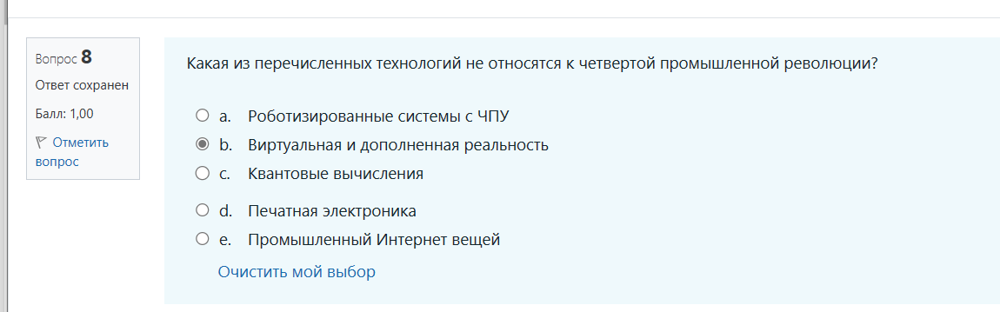 Вопрос 8
Ответ сохранен
Балл: 1,00
Отметить
вопрос
Какая из перечисленных технологий не относятся к четвертой промышленной революции?
a. Роботизированные системы с ЧПУ
b. Виртуальная и дополненная реальность
c. Квантовые вычисления
d. Печатная электроника
e. Промышленный Интернет вещей
Очистить мой выбор